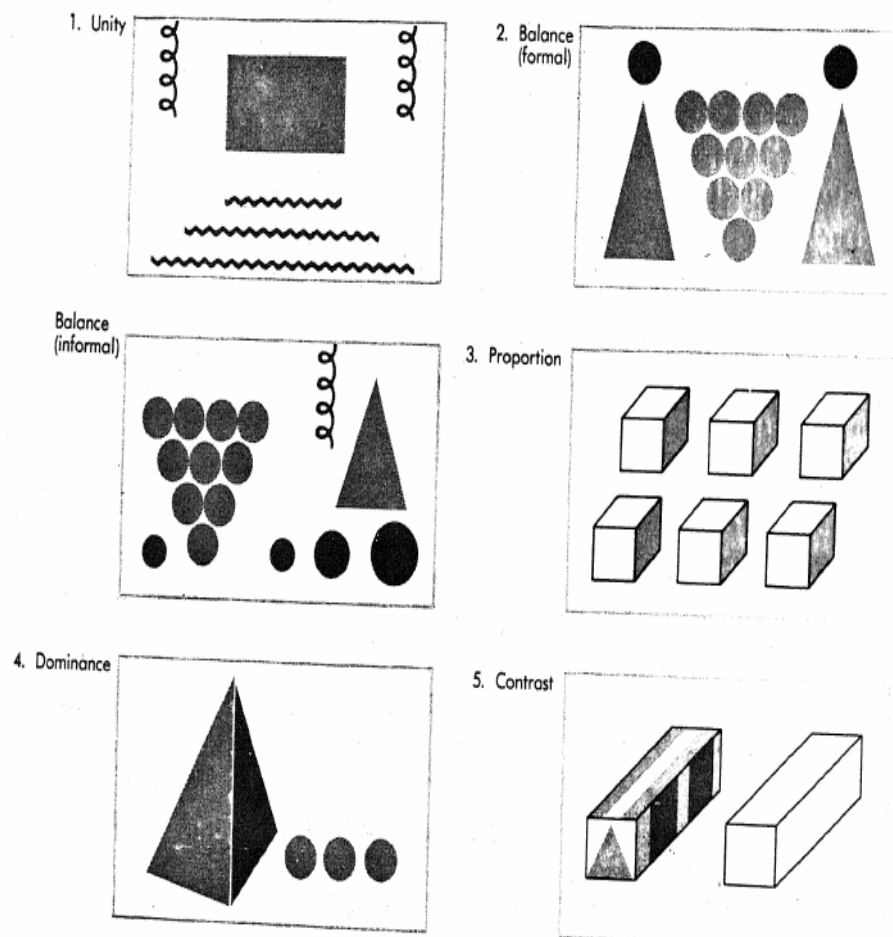 1. Unity
2. Balance
(formal)
Balance
(informal)
3. Proportion
4. Dominance
5. Contrast